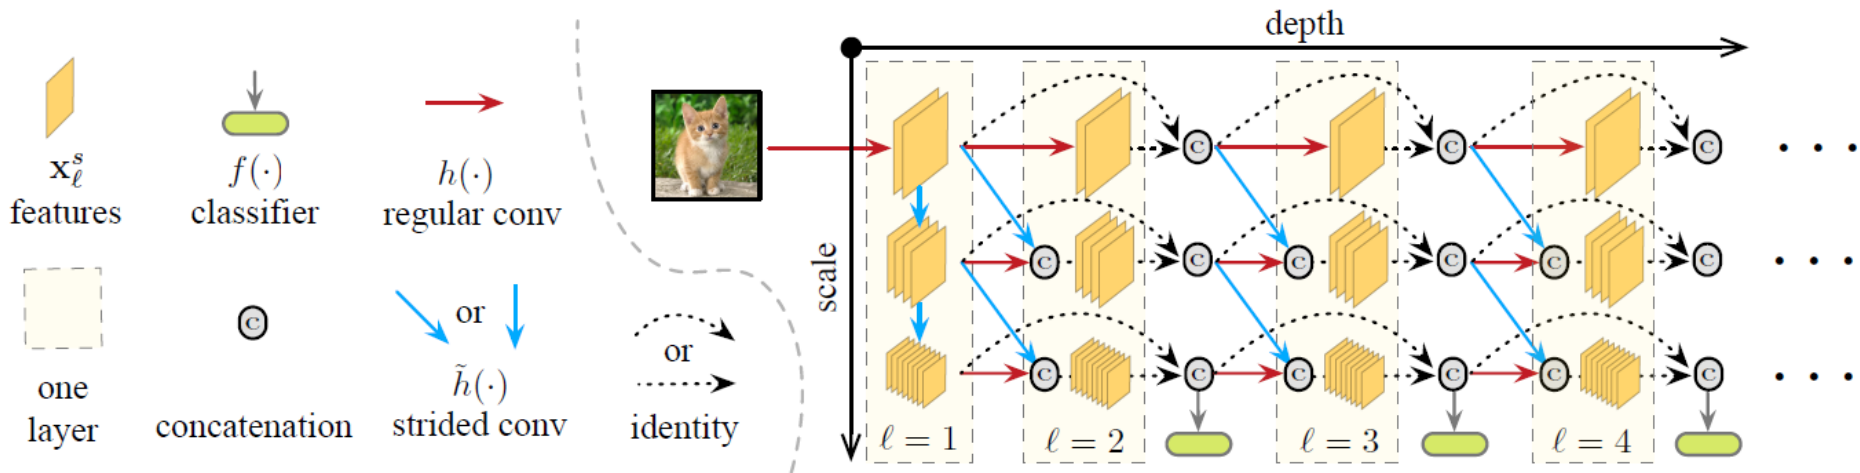 x_ℓ^s
features
f(·)
classifier
h(·)
regular conv
one
layer
c
concatenation
or
h̃(·)
strided conv
or
identity
depth
scale
c c c
c c c c c c
c c c c c c
ℓ = 1 ℓ = 2 ℓ = 3 ℓ = 4